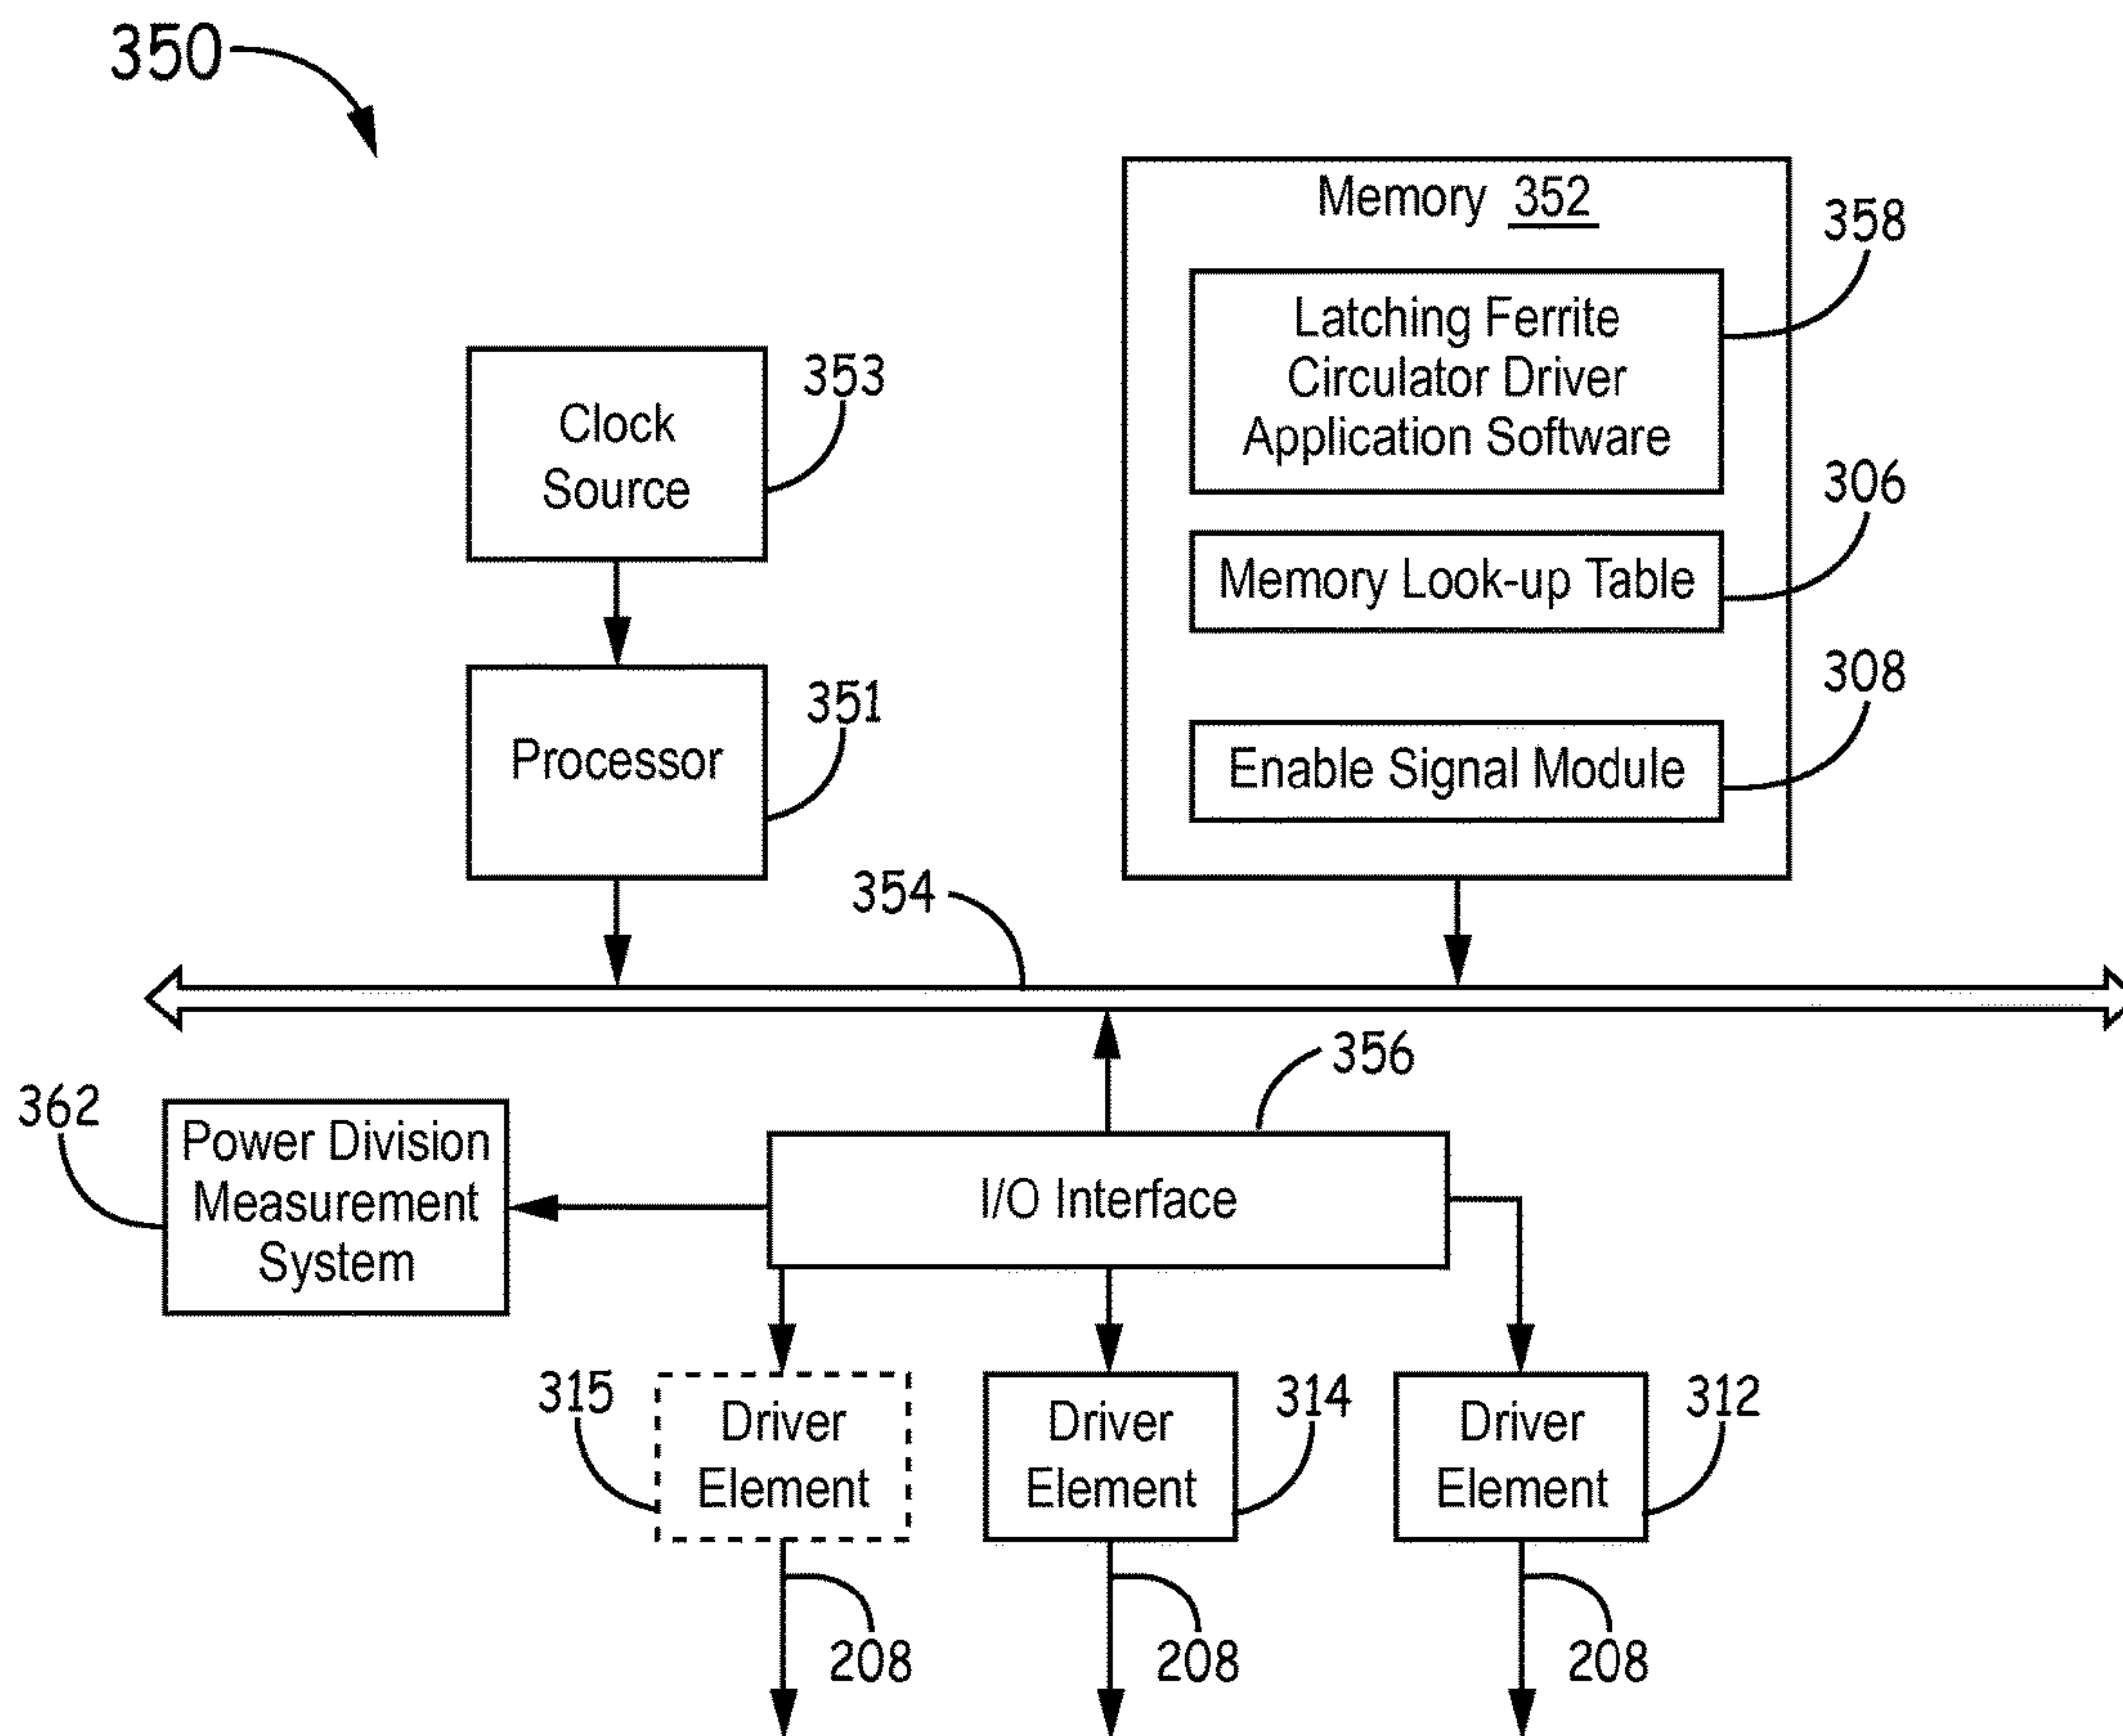 350
Memory 352
358
Latching Ferrite
Circulator Driver
Application Software
353
Clock
Source
306
Memory Look-up Table
308
351
Processor
Enable Signal Module
354
356
362
Power Division
Measurement
System
I/O Interface
315
Driver
Element
314
Driver
Element
312
Driver
Element
208
208
208